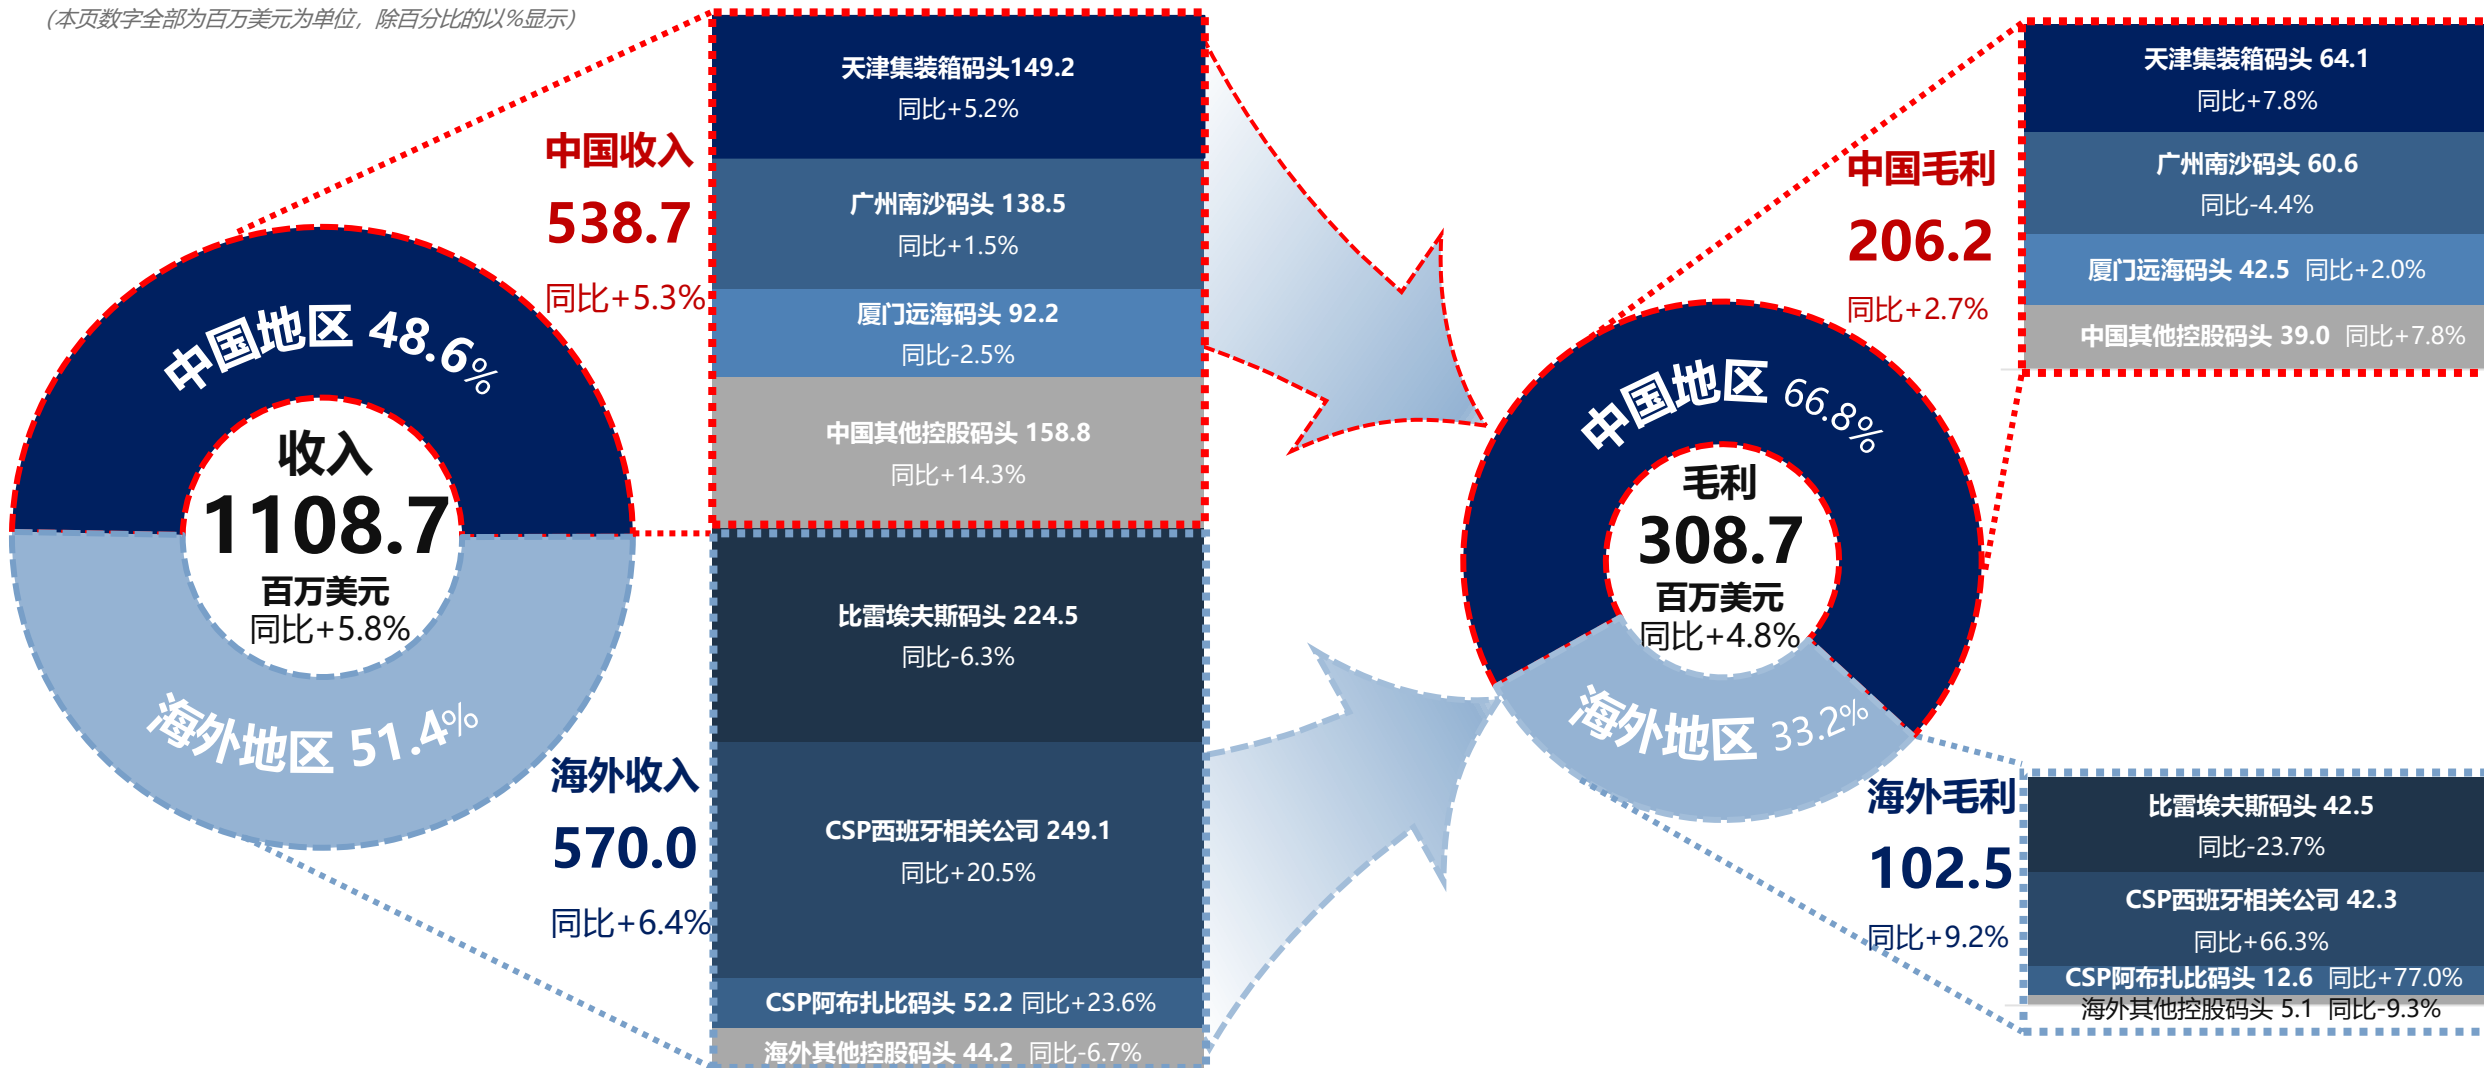 (本页数字全部为百万美元为单位，除百分比的以%显示)
中国地区 48.6%
收入
1108.7
百万美元
同比+5.8%
海外地区 51.4%
中国收入
538.7
同比+5.3%
天津集装箱码头149.2
同比+5.2%
广州南沙码头 138.5
同比+1.5%
厦门远海码头 92.2
同比-2.5%
中国其他控股码头 158.8
同比+14.3%
海外收入
570.0
同比+6.4%
比雷埃夫斯码头 224.5
同比-6.3%
CSP西班牙相关公司 249.1
同比+20.5%
CSP阿布扎比码头 52.2 同比+23.6%
海外其他控股码头 44.2 同比-6.7%
中国地区 66.8%
毛利
308.7
百万美元
同比+4.8%
海外地区 33.2%
中国毛利
206.2
同比+2.7%
天津集装箱码头 64.1
同比+7.8%
广州南沙码头 60.6
同比-4.4%
厦门远海码头 42.5 同比+2.0%
中国其他控股码头 39.0 同比+7.8%
海外毛利
102.5
同比+9.2%
比雷埃夫斯码头 42.5
同比-23.7%
CSP西班牙相关公司 42.3
同比+66.3%
CSP阿布扎比码头 12.6 同比+77.0%
海外其他控股码头 5.1 同比-9.3%